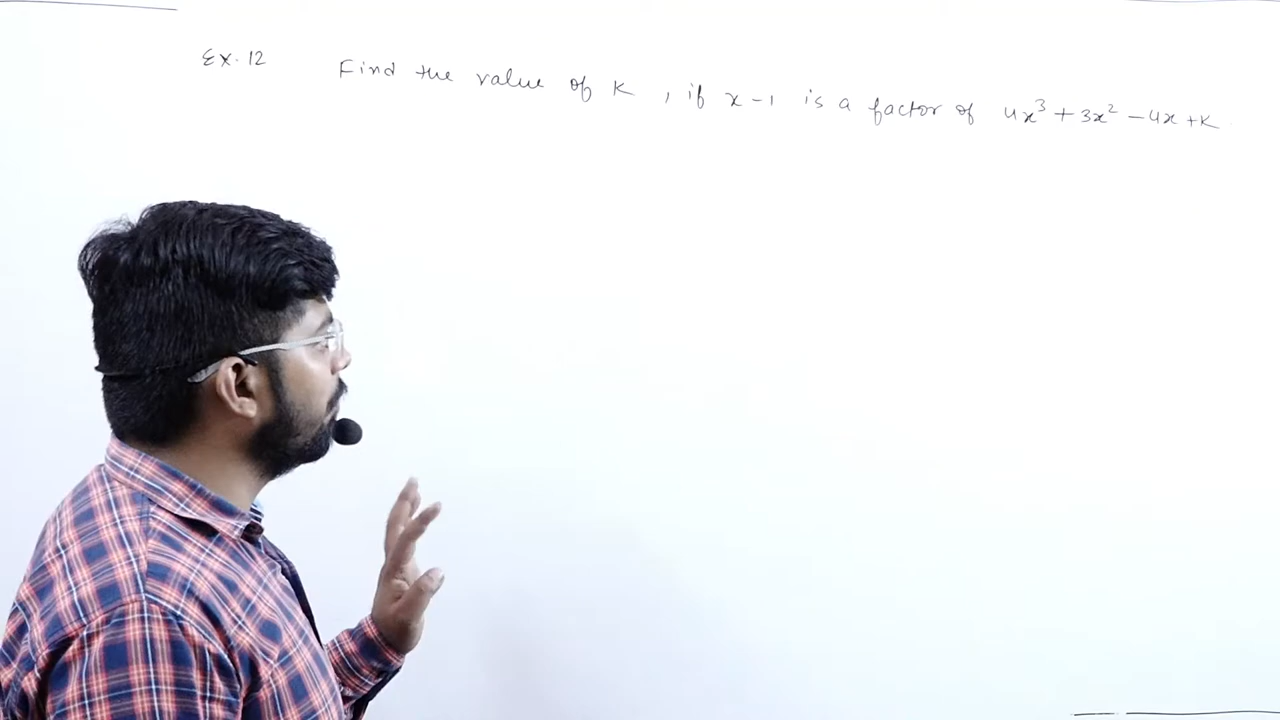 Ex. 12 Find the value of K, if x-1 is a factor of 4x³ + 3x² - 4x + K